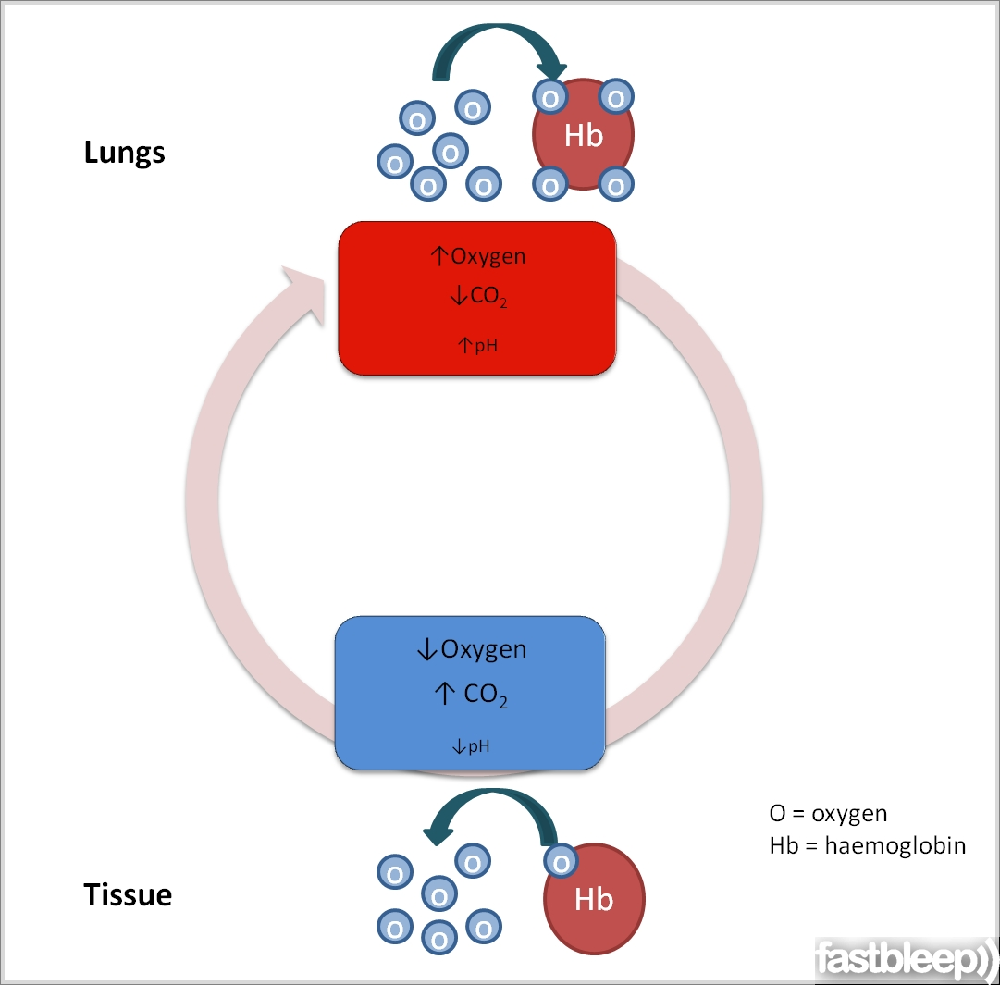 O O
O O O
Hb
Lungs
O O
O O O O
↑Oxygen
↓CO₂
↑pH
↓Oxygen
↑ CO₂
↓pH
O = oxygen
Hb = haemoglobin
O O O
O
Hb
Tissue
O O O
fastbleep))